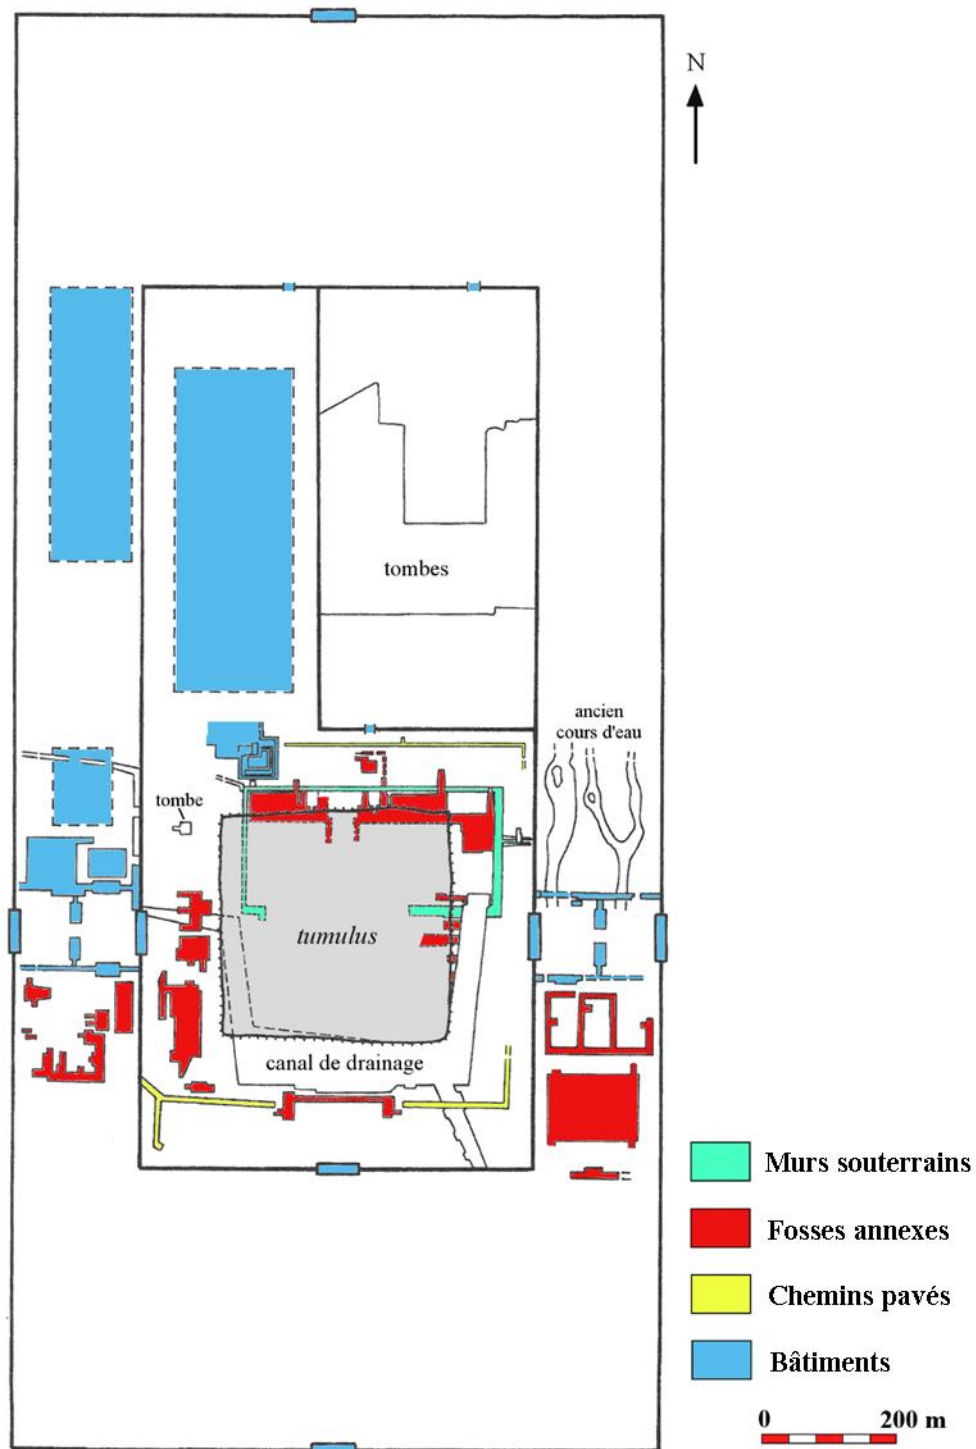 N
tombes
ancien
cours d'eau
tombe
tumulus
canal de drainage
Murs souterrains
Fosses annexes
Chemins pavés
Bâtiments
0 200 m